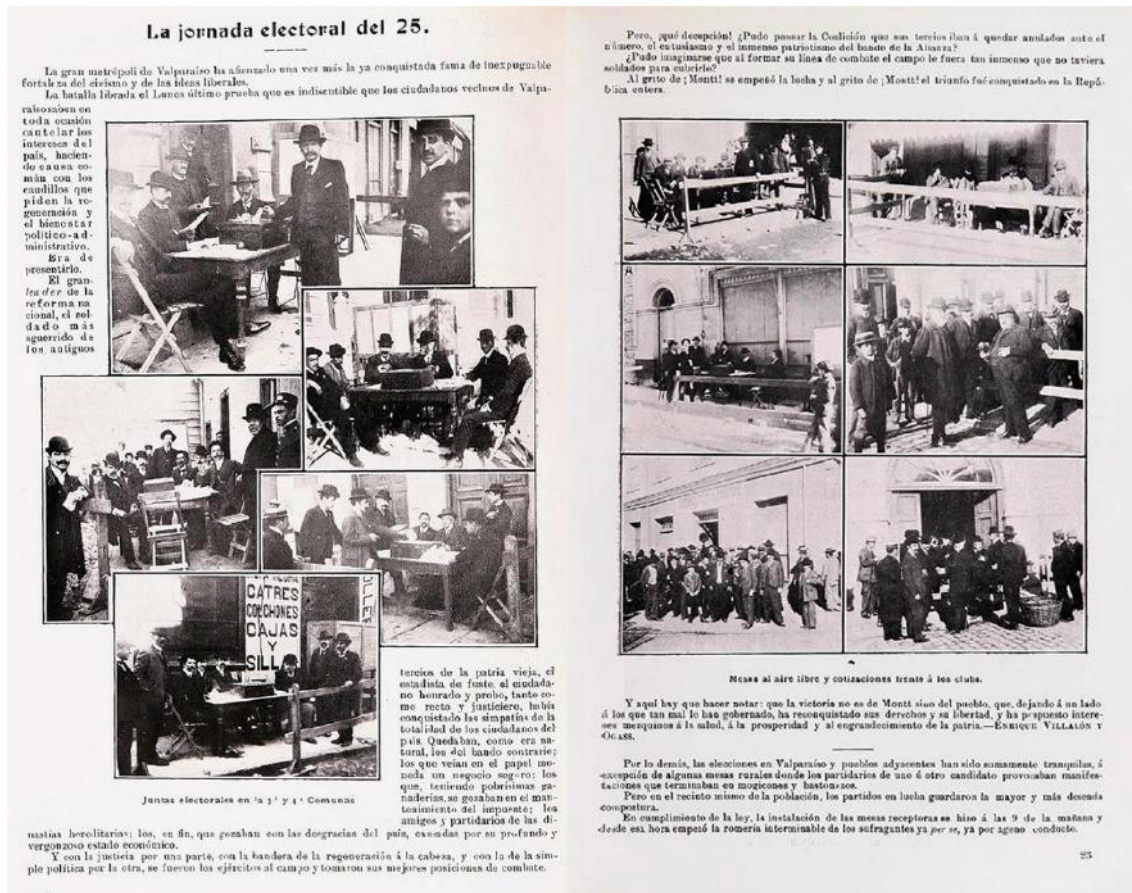 La jornada electoral del 25.
La gran metrópoli de Valparaíso ha afianzado una vez más la ya conquistada fama de inexpugnable
fortaleza del civismo y de las ideas liberales.
La batalla librada el Lunes último prueba que es indisentible que los ciudadanos vecinos de Valpa-
raíso saben en
toda ocasión
cautelar los
intereses del
país, hacien-
do causa co-
mún con los
caudillos que
piden la re-
generación y
el bienestar
político-ad-
ministrativo.
Era de
presentirlo.
El gran
leader de la
reforma na
cional, el sol-
dado más
aguerrido de
los antiguos
CATRES
COLCHONES
CAJAS
Y
SILL
tercios de la patria vieja, el
estadista de fuste, el ciudada-
no honrado y probo, tanto co-
mo recto y justiciero, había
conquistado las simpatías de la
totalidad de los ciudadanos del
país. Quedaban, como era na-
tural, los del bando contrario;
los que veían en el papel mo-
neda un negocio seguro; los
que, teniendo pobrísimas ga-
naderías, se gozaban en el man-
tenimiento del impuesto; los
amigos y partidarios de las di-
Juntas electorales en la 3ª y 4ª Comunas
nastías hereditarias; los, en fin, que gozaban con las desgracias del país, causadas por su profundo y
vergonzoso estado económico.
Y con la justicia por una parte, con la bandera de la regeneración á la cabeza, y con la de la sim-
ple política por la otra, se fueron los ejércitos al campo y tomaron sus mejores posiciones de combate.
Pero, ¡qué decepción! ¿Pudo pensar la Coalición que sus tercios iban á quedar anulados ante el
número, el entusiasmo y el inmenso patriotismo del bando de la Alianza?
¿Pudo imaginarse que al formar su línea de combate el campo le fuera tan inmenso que no tuviera
soldados para cubrirlo?
Al grito de ¡Montt! se empeñó la lucha y al grito de ¡Montt! el triunfo fué conquistado en la Repú-
blica entera.
Mesas al aire libre y cotizaciones frente á los clubs.
Y aquí hay que hacer notar: que la victoria no es de Montt sino del pueblo, que, dejando á un lado
á los que tan mal lo han gobernado, ha reconquistado sus derechos y su libertad, y ha pospuesto intere-
ses mezquinos á la salud, á la prosperidad y al engrandecimiento de la patria.—ENRIQUE VILLALÓN Y
OGASS.
Por lo demás, las elecciones en Valparaíso y pueblos adyacentes han sido sumamente tranquilas, á
excepción de algunas mesas rurales donde los partidarios de uno ó otro candidato provocaban manifes-
taciones que terminaban en mogicones y bastonazos.
Pero en el recinto mismo de la población, los partidos en lucha guardaron la mayor y más deseada
compostura.
En cumplimiento de la ley, la instalación de las mesas receptoras se hizo á las 9 de la mañana y
desde esa hora empezó la romería interminable de los sufragantes ya per se, ya por ageno conducto.
23